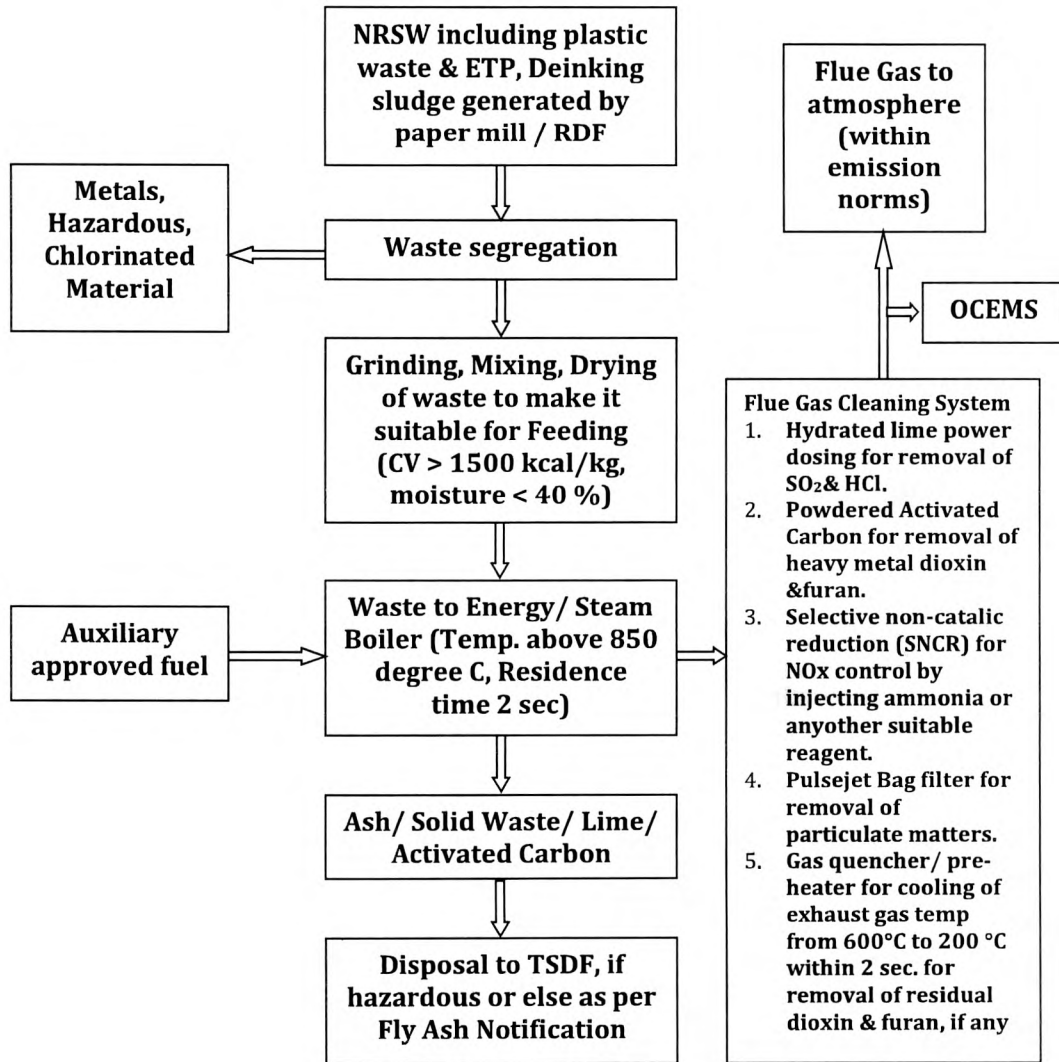 NRSW including plastic
waste & ETP, Deinking
sludge generated by
paper mill / RDF
Flue Gas to
atmosphere
(within
emission
norms)
Metals,
Hazardous,
Chlorinated
Material
Waste segregation
OCEMS
Grinding, Mixing, Drying
of waste to make it
suitable for Feeding
(CV > 1500 kcal/kg,
moisture < 40 %)
Auxiliary
approved fuel
Waste to Energy/ Steam
Boiler (Temp. above 850
degree C, Residence
time 2 sec)
Flue Gas Cleaning System
1. Hydrated lime power
dosing for removal of
SO₂& HCl.
2. Powdered Activated
Carbon for removal of
heavy metal dioxin
&furan.
3. Selective non-catalic
reduction (SNCR) for
NOx control by
injecting ammonia or
anyother suitable
reagent.
4. Pulsejet Bag filter for
removal of
particulate matters.
5. Gas quencher/ pre-
heater for cooling of
exhaust gas temp
from 600°C to 200 °C
within 2 sec. for
removal of residual
dioxin & furan, if any
Ash/ Solid Waste/ Lime/
Activated Carbon
Disposal to TSDF, if
hazardous or else as per
Fly Ash Notification